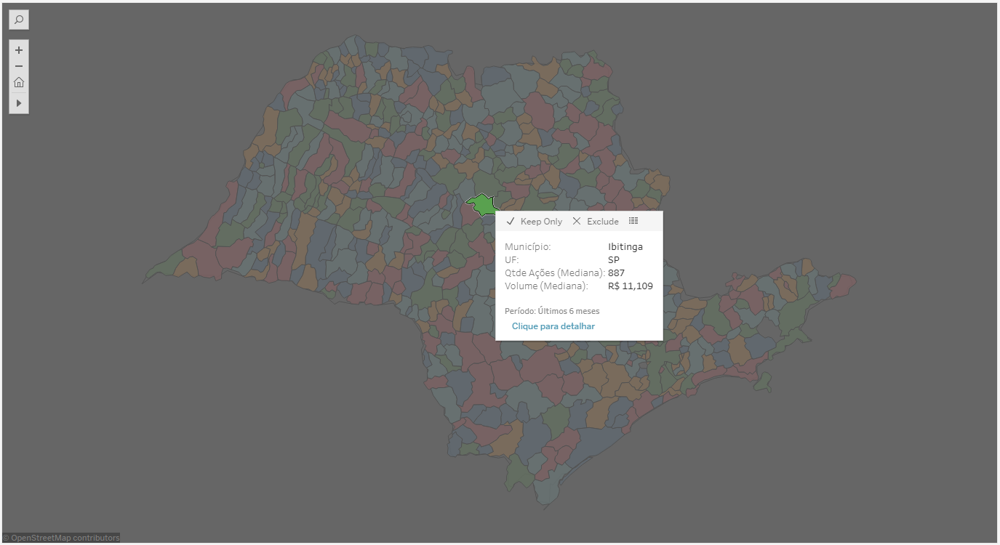 Keep Only Exclude
Município: Ibitinga
UF: SP
Qtde Ações (Mediana): 887
Volume (Mediana): R$ 11,109
Período: Últimos 6 meses
Clique para detalhar
© OpenStreetMap contributors